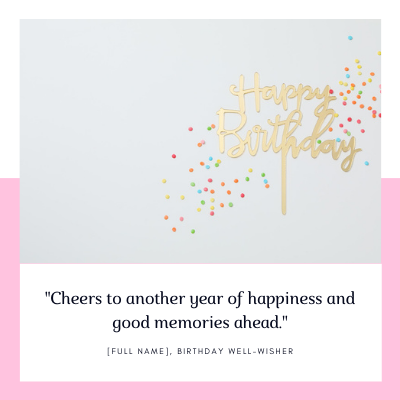 Happy
Birthday
"Cheers to another year of happiness and
good memories ahead."
[FULL NAME], BIRTHDAY WELL-WISHER